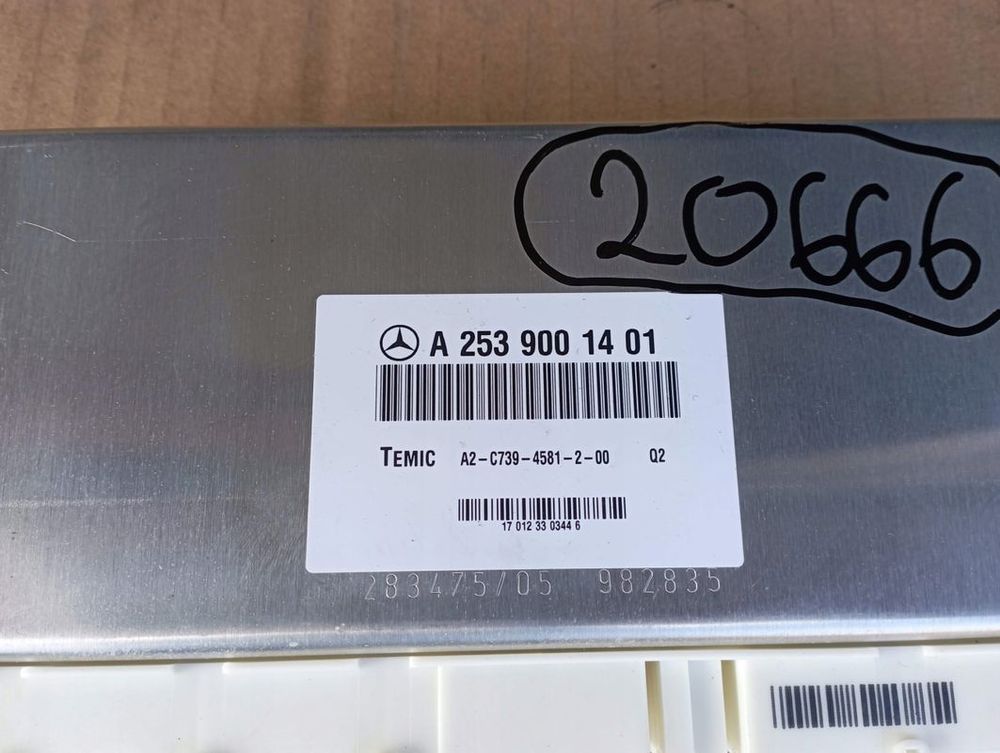 20666
A 253 900 14 01
TEMIC A2-C739-4581-2-00 Q2
17 012 33 0344 6
283475/05 982835